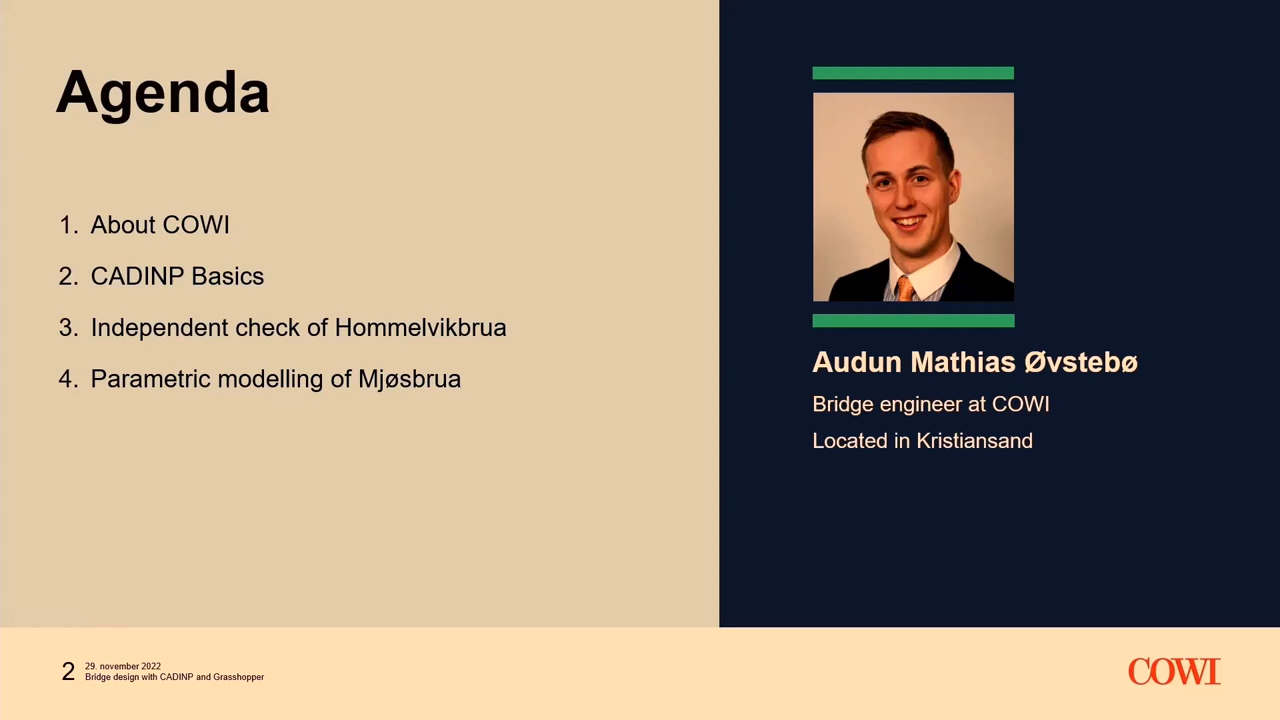 Agenda
1. About COWI
2. CADINP Basics
3. Independent check of Hommelvikbrua
4. Parametric modelling of Mjøsbrua
Audun Mathias Øvstebø
Bridge engineer at COWI
Located in Kristiansand
2
29. november 2022
Bridge design with CADINP and Grasshopper
COWI